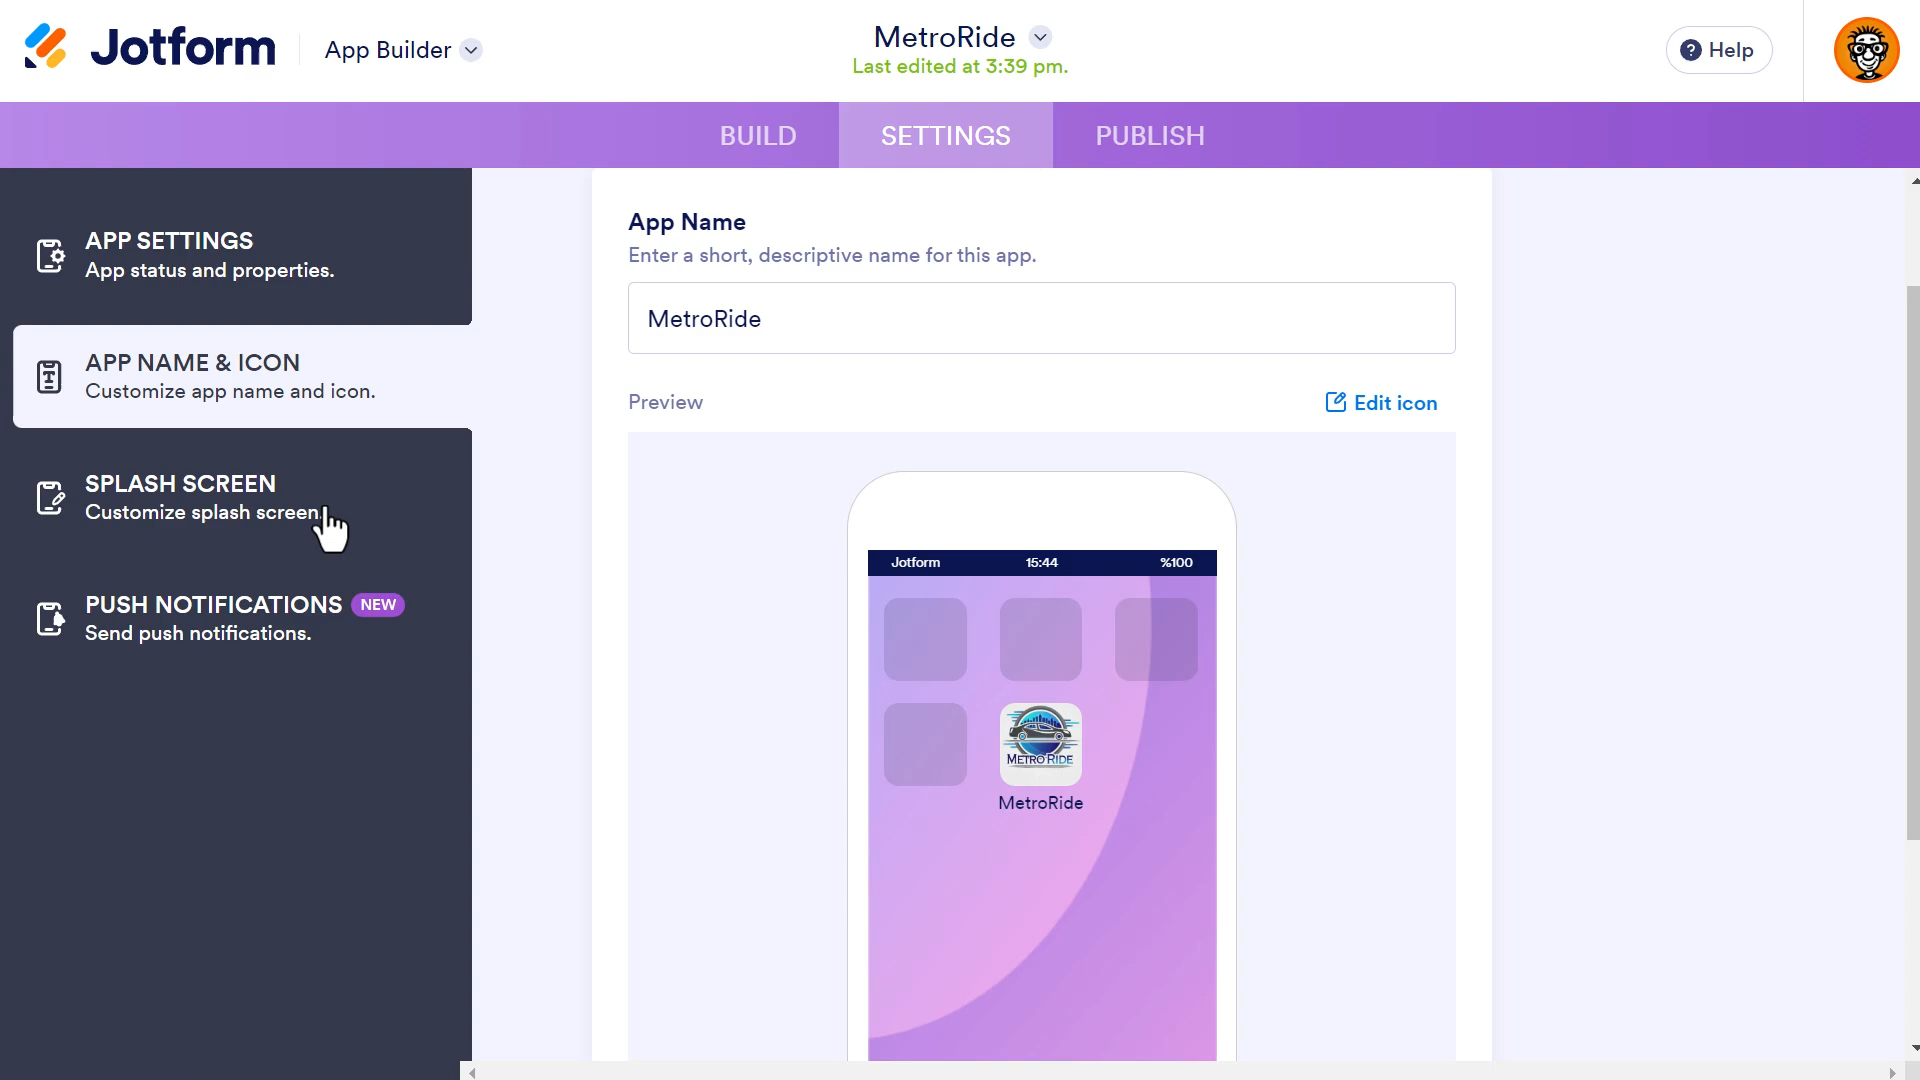 Jotform
App Builder
MetroRide
Last edited at 3:39 pm.
Help
BUILD
SETTINGS
PUBLISH
APP SETTINGS
App status and properties.
APP NAME & ICON
Customize app name and icon.
SPLASH SCREEN
Customize splash screen.
PUSH NOTIFICATIONS NEW
Send push notifications.
App Name
Enter a short, descriptive name for this app.
MetroRide
Preview
Edit icon
Jotform 15:44 %100
METRO RIDE
MetroRide